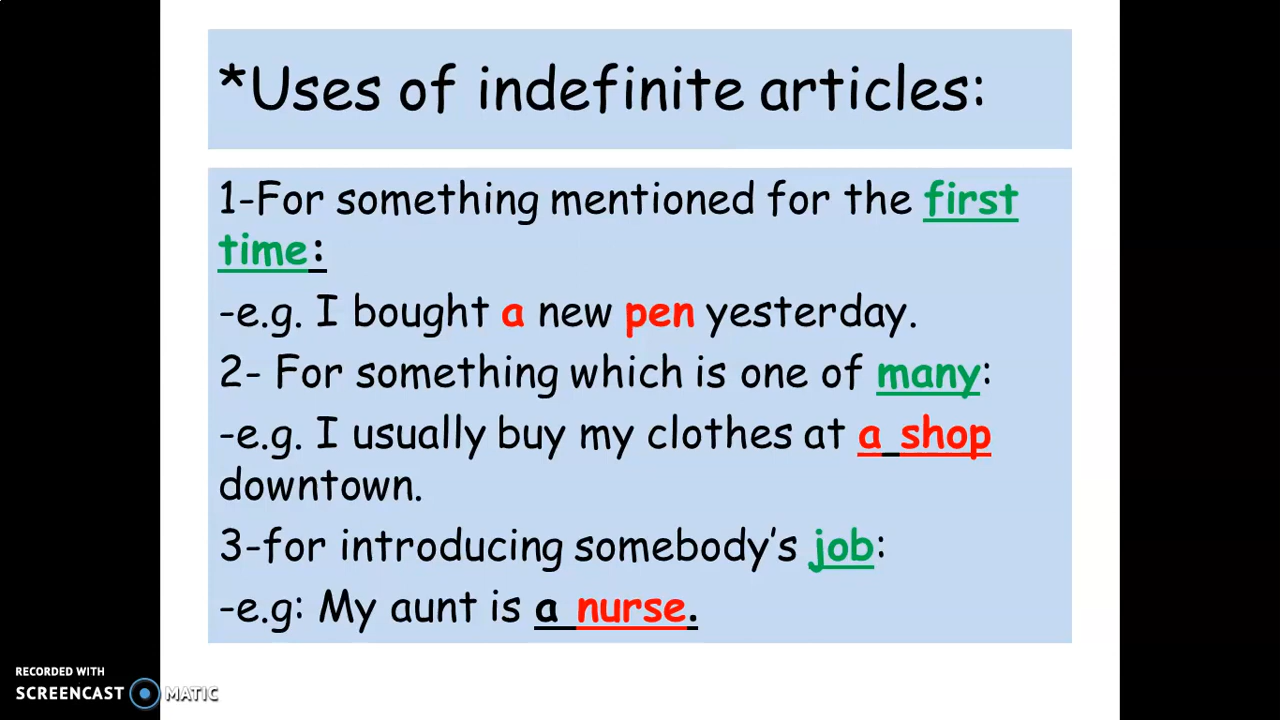 *Uses of indefinite articles:
1-For something mentioned for the first
time:
-e.g. I bought a new pen yesterday.
2- For something which is one of many:
-e.g. I usually buy my clothes at a shop
downtown.
3-for introducing somebody's job:
-e.g: My aunt is a nurse.
RECORDED WITH
SCREENCAST MATIC